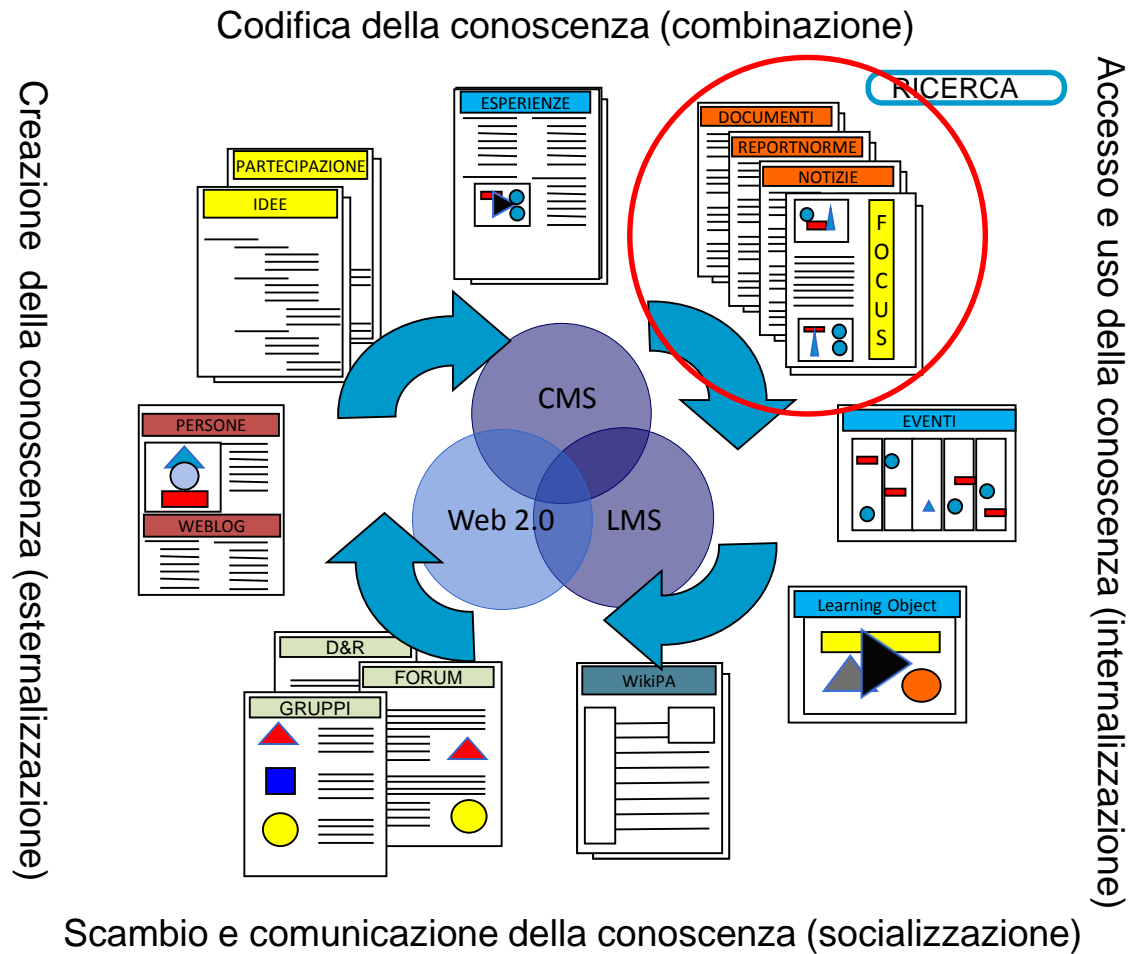 Codifica della conoscenza (combinazione)
RICERCA
ESPERIENZE
DOCUMENTI
REPORTNORME
NOTIZIE
F
O
C
U
S
PARTECIPAZIONE
IDEE
Creazione della conoscenza (esternalizzazione)
Accesso e uso della conoscenza (internalizzazione)
CMS
Web 2.0
LMS
PERSONE
WEBLOG
EVENTI
Learning Object
D&R
FORUM
GRUPPI
WikiPA
Scambio e comunicazione della conoscenza (socializzazione)